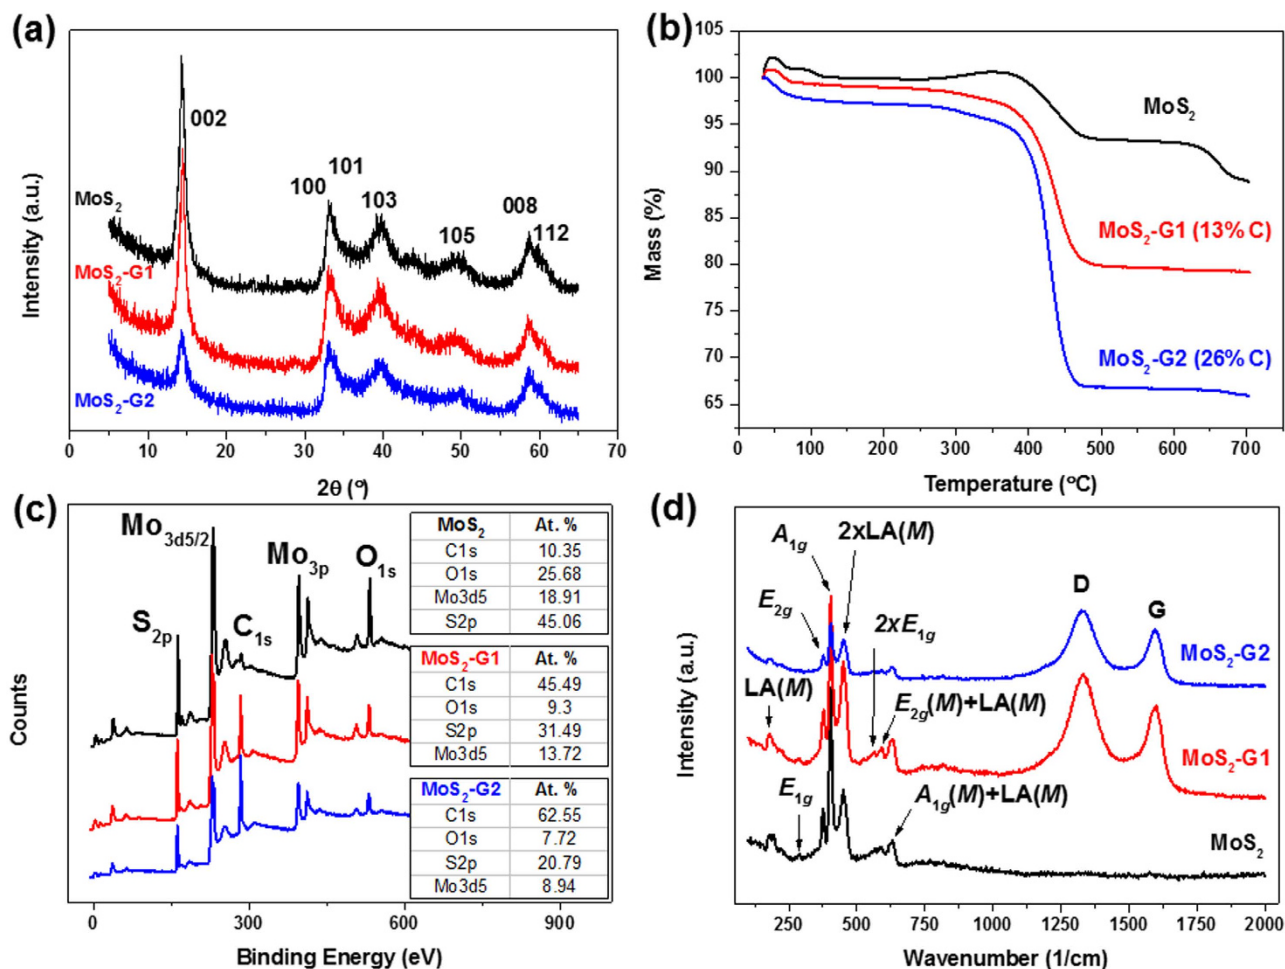 (a)
002
101
100
103
105
008
112
MoS2
MoS2-G1
MoS2-G2
Intensity (a.u.)
0 10 20 30 40 50 60 70
2θ (°)
(b)
105
100
95
90
85
80
75
70
65
Mass (%)
MoS2
MoS2-G1 (13% C)
MoS2-G2 (26% C)
0 100 200 300 400 500 600 700
Temperature (°C)
(c)
Mo3d5/2
Mo3p
O1s
S2p
C1s
Counts
MoS2 At. %
C1s 10.35
O1s 25.68
Mo3d5 18.91
S2p 45.06
MoS2-G1 At. %
C1s 45.49
O1s 9.3
S2p 31.49
Mo3d5 13.72
MoS2-G2 At. %
C1s 62.55
O1s 7.72
S2p 20.79
Mo3d5 8.94
0 300 600 900
Binding Energy (eV)
(d)
A1g
2xLA(M)
E2g
2xE1g
LA(M)
E2g(M)+LA(M)
E1g
A1g(M)+LA(M)
D
G
MoS2-G2
MoS2-G1
MoS2
Intensity (a.u.)
250 500 750 1000 1250 1500 1750 2000
Wavenumber (1/cm)